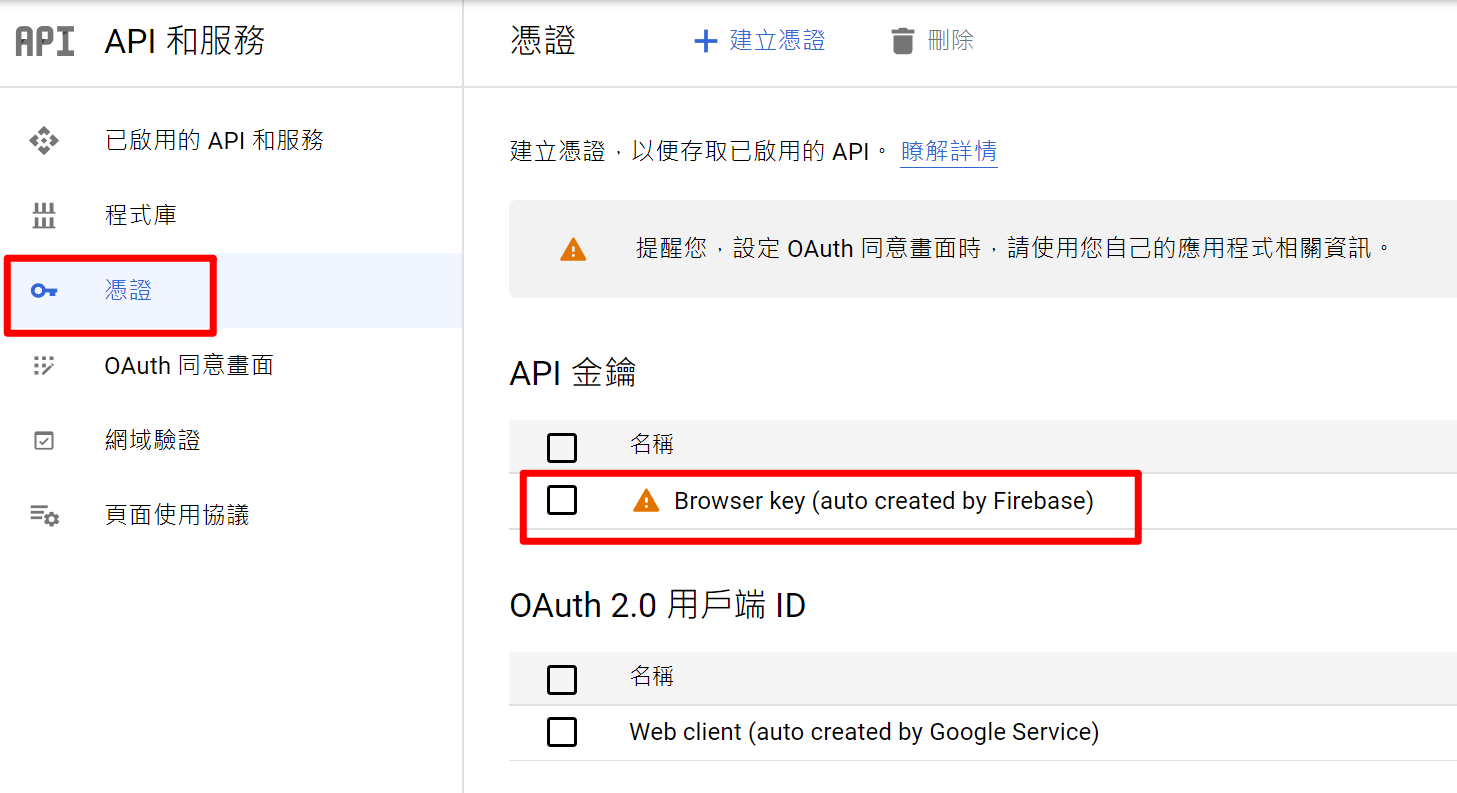 API API 和服務
已啟用的 API 和服務
程式庫
憑證
OAuth 同意畫面
網域驗證
頁面使用協議
憑證 建立憑證 刪除
建立憑證，以便存取已啟用的 API。 瞭解詳情
提醒您，設定 OAuth 同意畫面時，請使用您自己的應用程式相關資訊。
API 金鑰
名稱
Browser key (auto created by Firebase)
OAuth 2.0 用戶端 ID
名稱
Web client (auto created by Google Service)